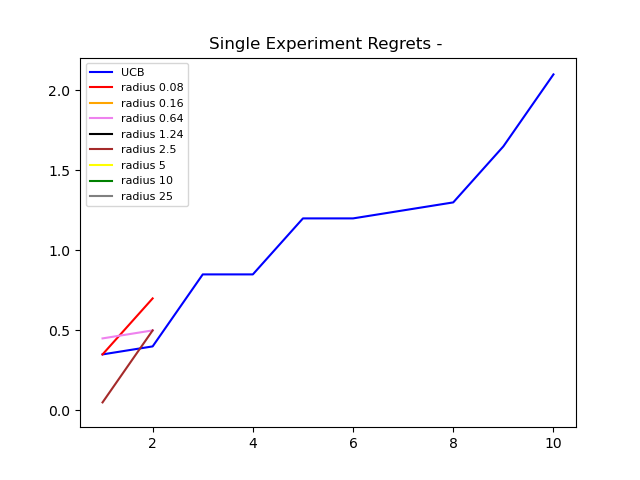 Single Experiment Regrets -
UCB
radius 0.08
radius 0.16
radius 0.64
radius 1.24
radius 2.5
radius 5
radius 10
radius 25
2.0
1.5
1.0
0.5
0.0
2 4 6 8 10